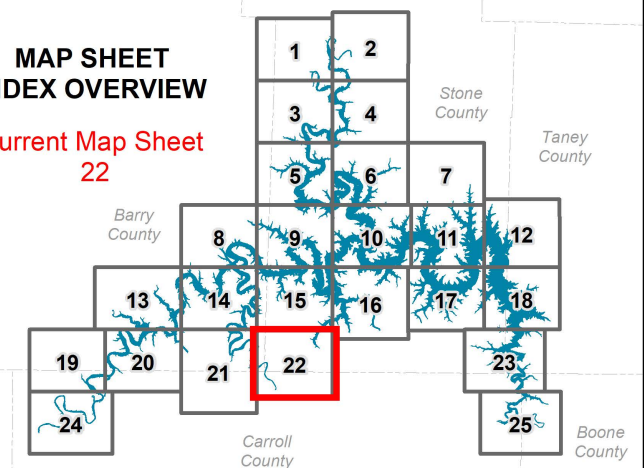 MAP SHEET
NDEX OVERVIEW
urrent Map Sheet
22
1
2
Stone
County
3
4
Taney
County
5
6
7
Barry
County
8
9
10
11
12
13
14
15
16
17
18
19
20
21
22
23
24
25
Carroll
County
Boone
County